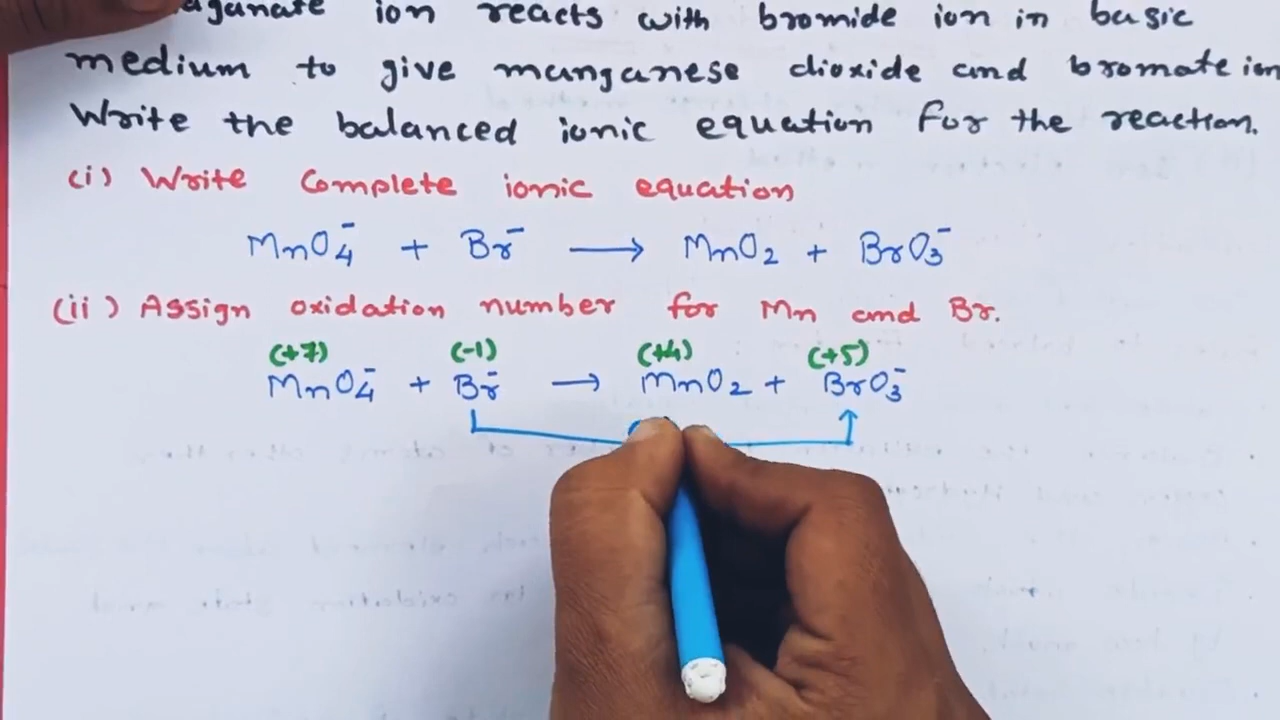 ion reacts with bromide ion in basic
medium to give manganese dioxide and bromate ion
Write the balanced ionic equation for the reaction.
(i) Write Complete ionic equation
MnO₄⁻ + Br⁻ ⟶ MnO₂ + BrO₃⁻
(ii) Assign oxidation number for Mn and Br.
(+7) (-1) (+4) (+5)
MnO₄⁻ + Br⁻ ⟶ MnO₂ + BrO₃⁻